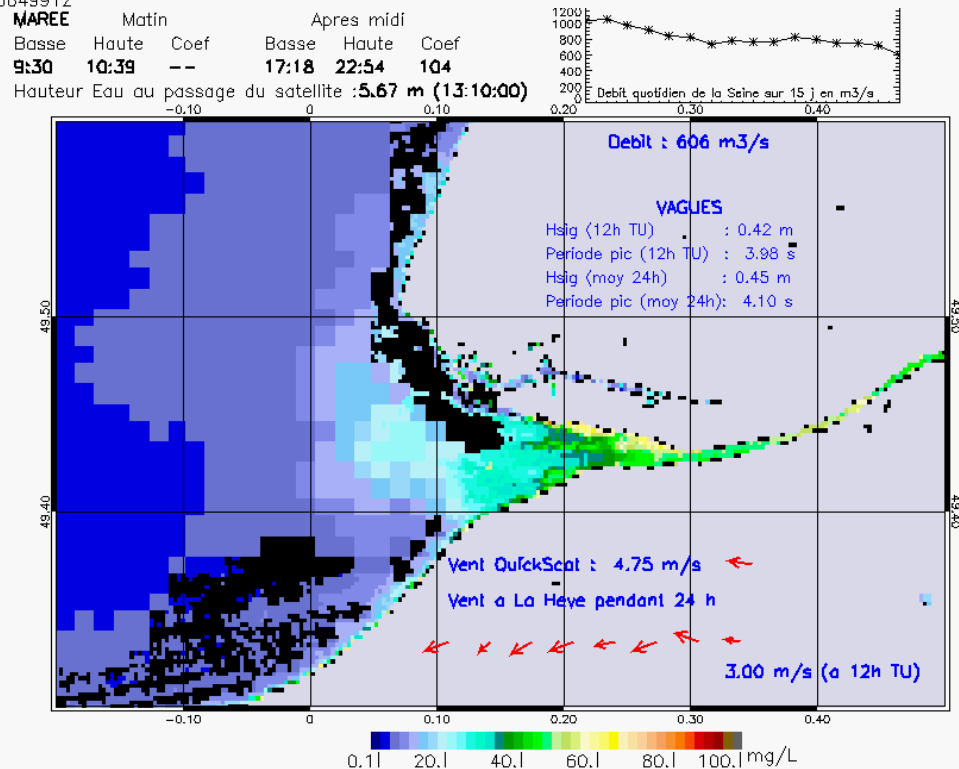 MAREE Matin Apres midi
Basse Haute Coef Basse Haute Coef
9:30 10:39 -- 17:18 22:54 104
Hauteur Eau au passage du satellite :5.67 m (13:10:00)
1200
1000
800
600
400
200
0
Debit quotidien de la Seine sur 15 j en m3/s
-0.10 0 0.10 0.20 0.30 0.40
Debit : 606 m3/s
VAGUES
Hsig (12h TU) : 0.42 m
Periode pic (12h TU) : 3.98 s
Hsig (moy 24h) : 0.45 m
Periode pic (moy 24h): 4.10 s
49.50 49.50
49.40 49.40
Vent QuickScat : 4.75 m/s
Vent a La Heve pendant 24 h
3.00 m/s (a 12h TU)
-0.10 0 0.10 0.20 0.30 0.40
0.1| 20.| 40.| 60.| 80.| 100.| mg/L